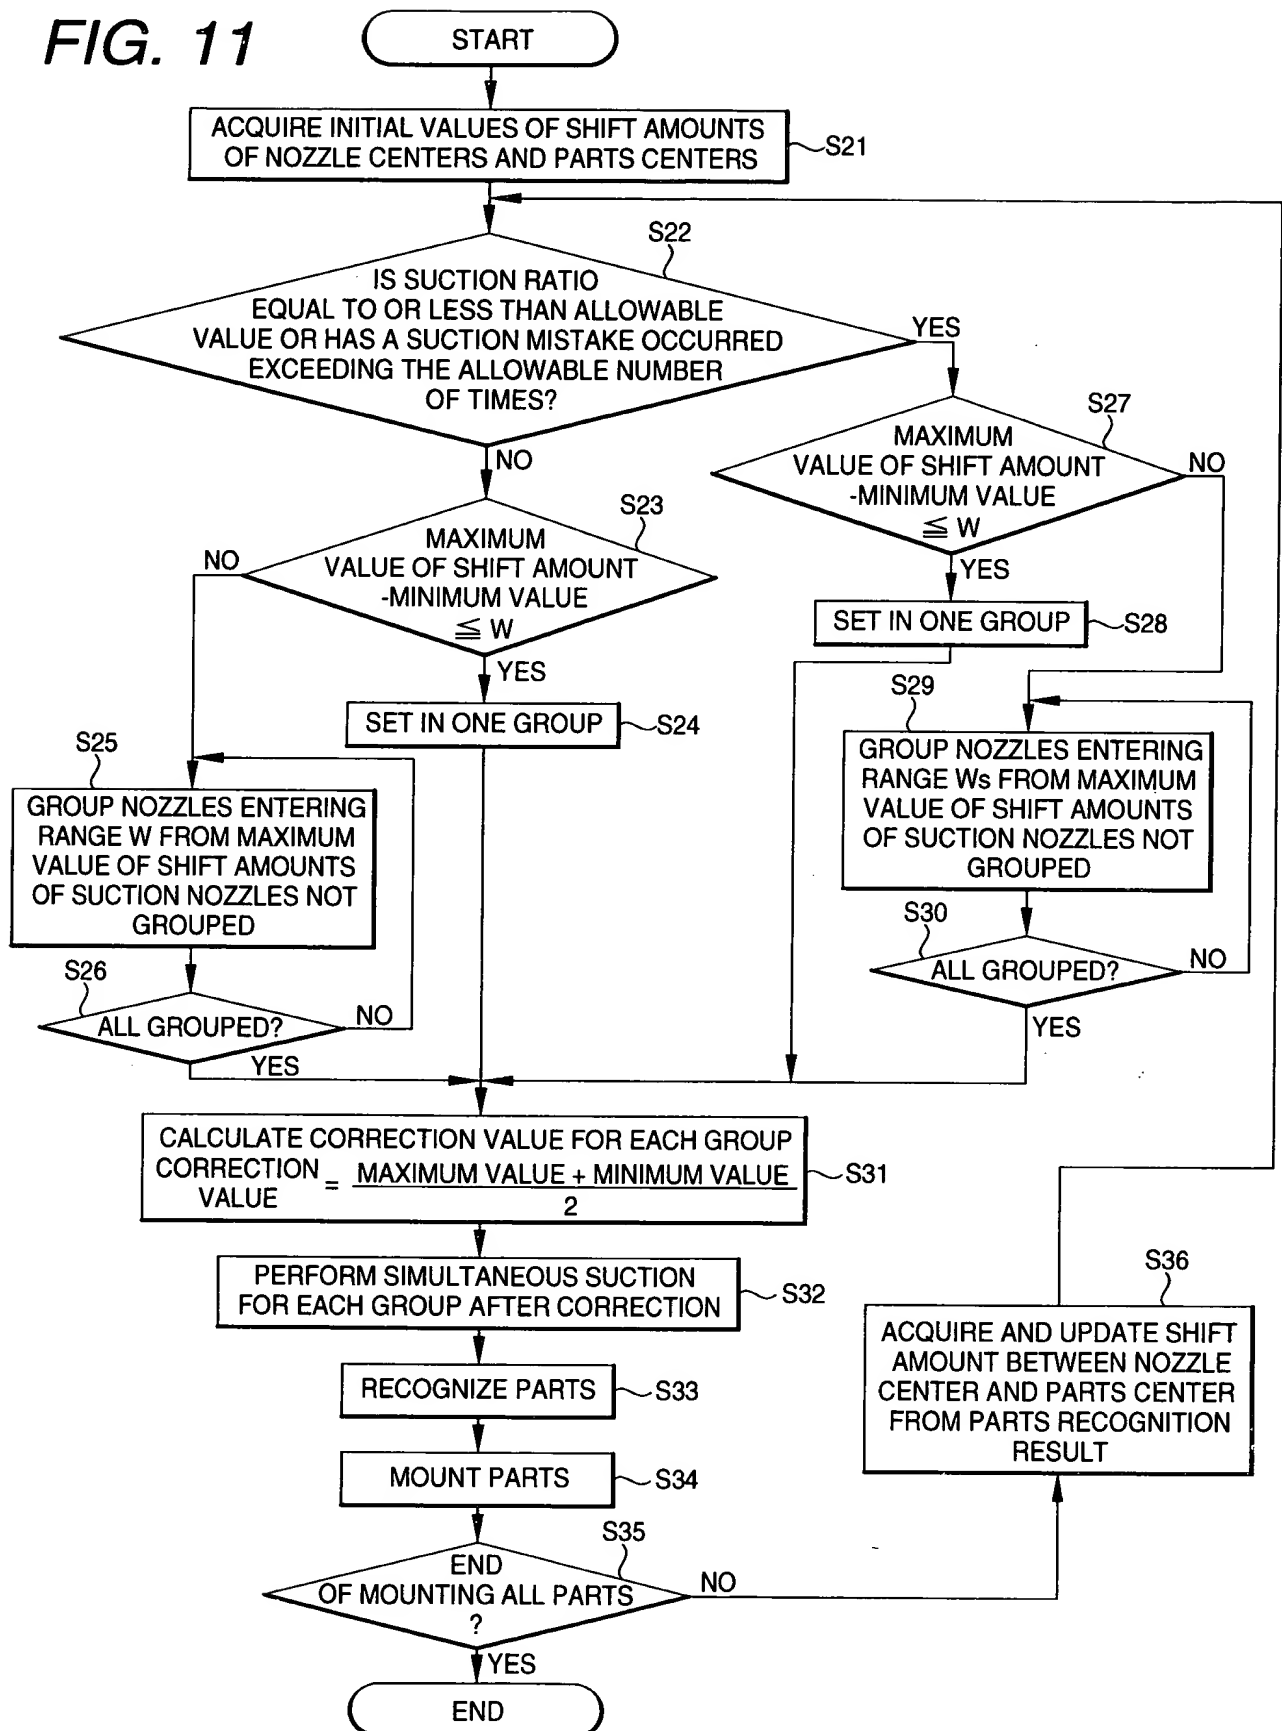 FIG. 11
START
ACQUIRE INITIAL VALUES OF SHIFT AMOUNTS
OF NOZZLE CENTERS AND PARTS CENTERS
S21
S22
IS SUCTION RATIO
EQUAL TO OR LESS THAN ALLOWABLE
VALUE OR HAS A SUCTION MISTAKE OCCURRED
EXCEEDING THE ALLOWABLE NUMBER
OF TIMES?
YES
NO
S27
MAXIMUM
VALUE OF SHIFT AMOUNT
-MINIMUM VALUE
≦ W
NO
YES
S23
MAXIMUM
VALUE OF SHIFT AMOUNT
-MINIMUM VALUE
≦ W
NO
YES
SET IN ONE GROUP
S28
SET IN ONE GROUP
S24
S29
GROUP NOZZLES ENTERING
RANGE Ws FROM MAXIMUM
VALUE OF SHIFT AMOUNTS
OF SUCTION NOZZLES NOT
GROUPED
S25
GROUP NOZZLES ENTERING
RANGE W FROM MAXIMUM
VALUE OF SHIFT AMOUNTS
OF SUCTION NOZZLES NOT
GROUPED
S30
ALL GROUPED?
NO
YES
S26
ALL GROUPED?
NO
YES
CALCULATE CORRECTION VALUE FOR EACH GROUP
CORRECTION
VALUE
=
MAXIMUM VALUE + MINIMUM VALUE
2
S31
PERFORM SIMULTANEOUS SUCTION
FOR EACH GROUP AFTER CORRECTION
S32
RECOGNIZE PARTS
S33
MOUNT PARTS
S34
S35
END
OF MOUNTING ALL PARTS
?
NO
YES
S36
ACQUIRE AND UPDATE SHIFT
AMOUNT BETWEEN NOZZLE
CENTER AND PARTS CENTER
FROM PARTS RECOGNITION
RESULT
END